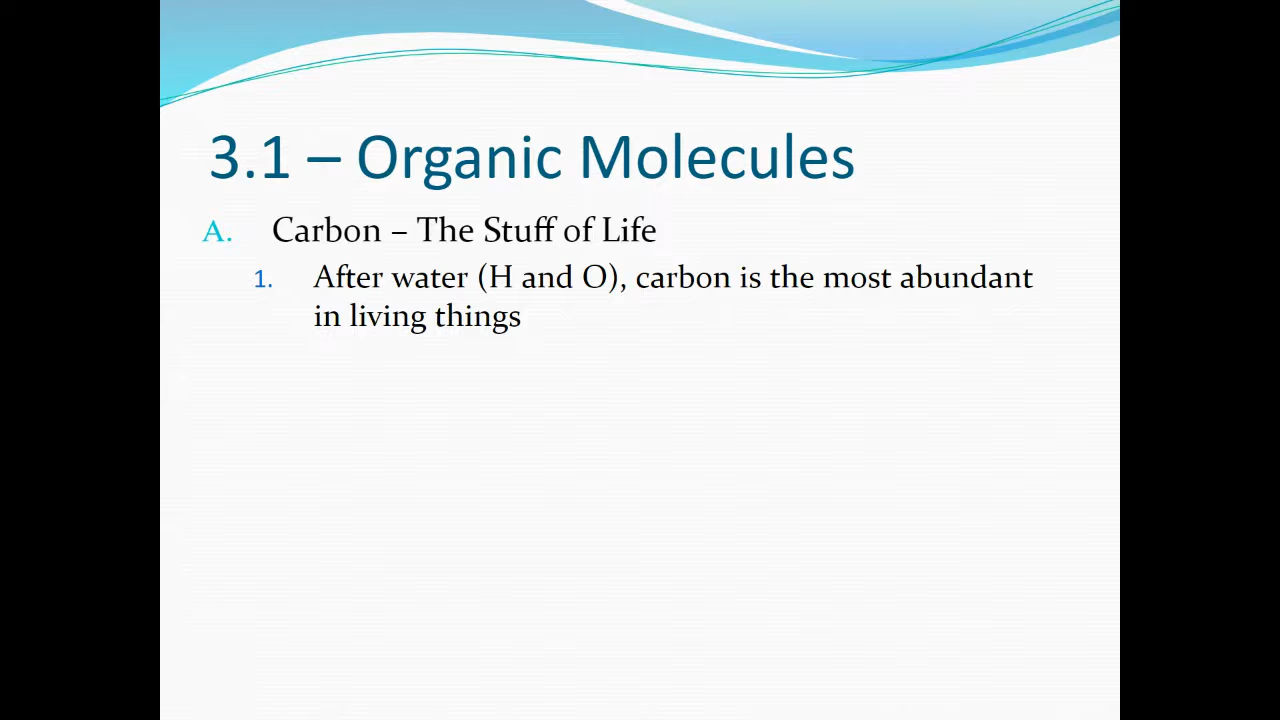 3.1 – Organic Molecules
A. Carbon – The Stuff of Life
1. After water (H and O), carbon is the most abundant
in living things